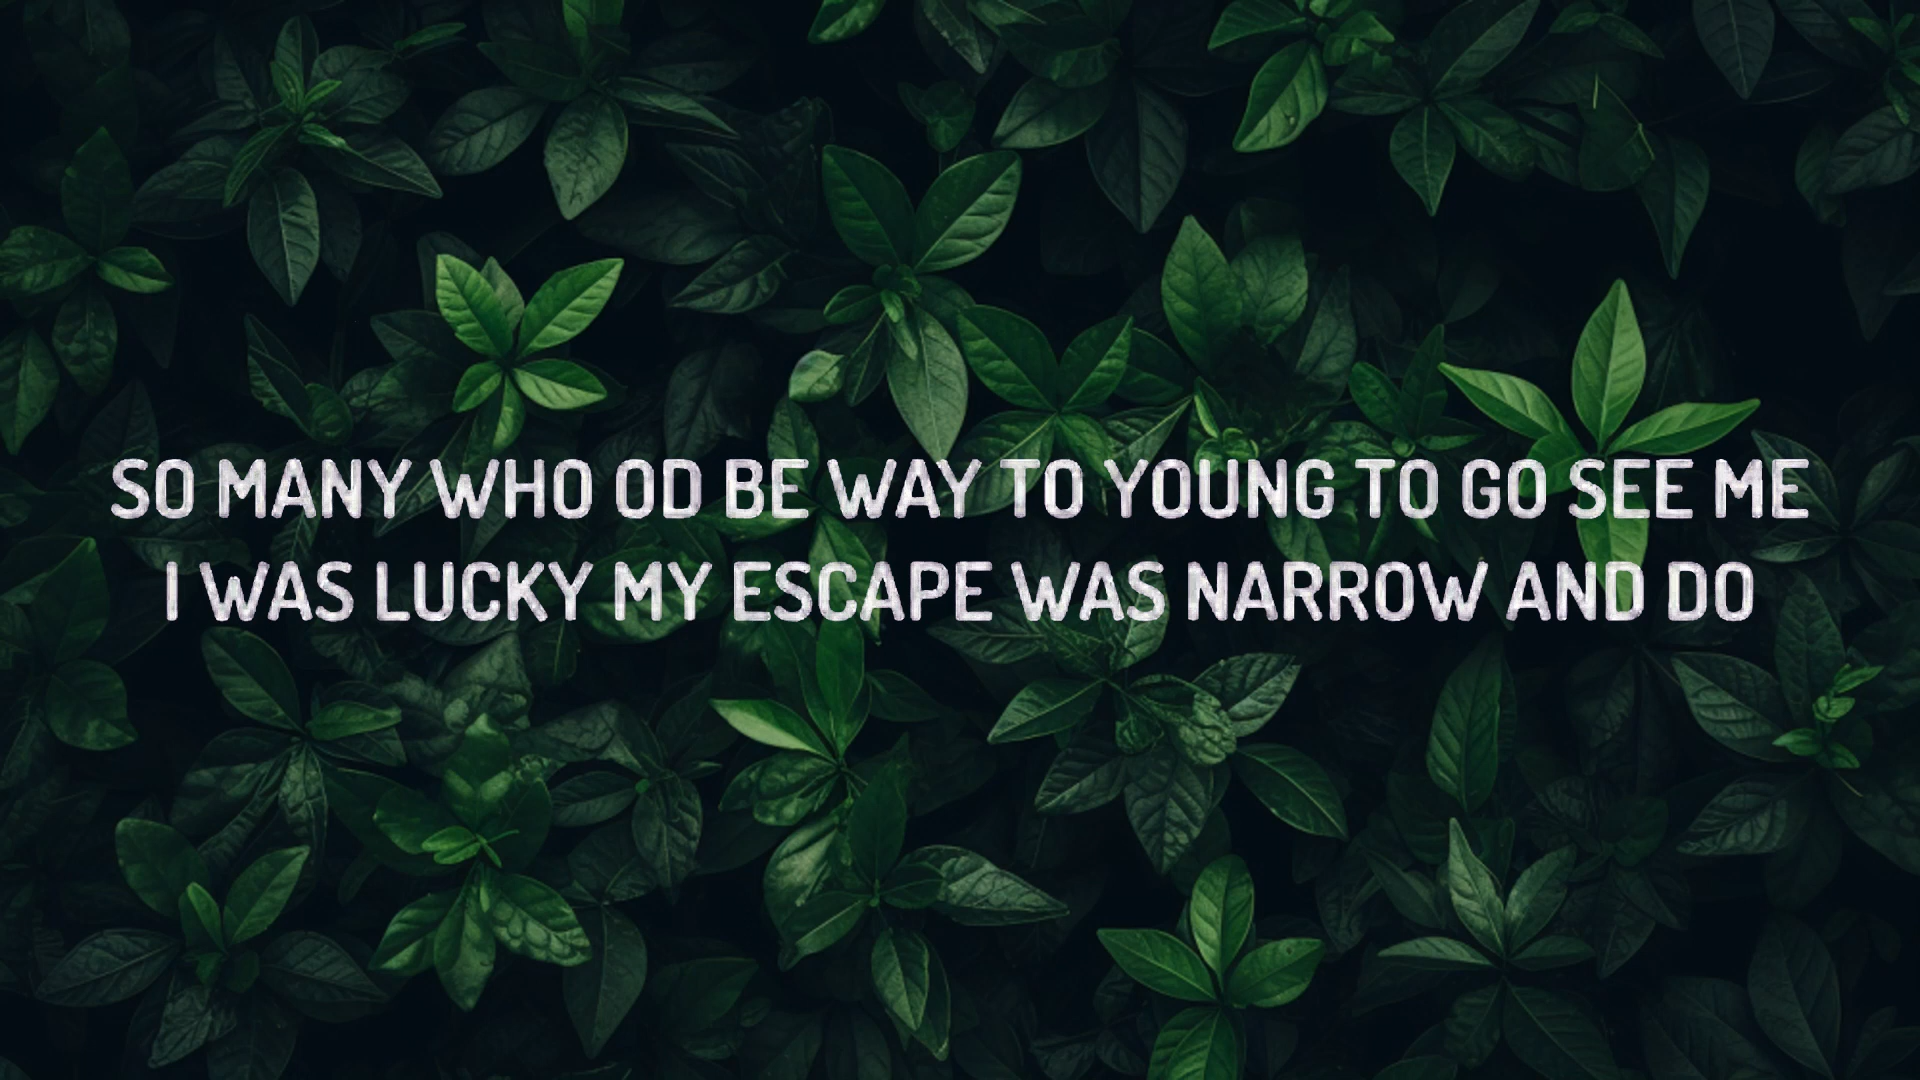 SO MANY WHO OD BE WAY TO YOUNG TO GO SEE ME
I WAS LUCKY MY ESCAPE WAS NARROW AND DO